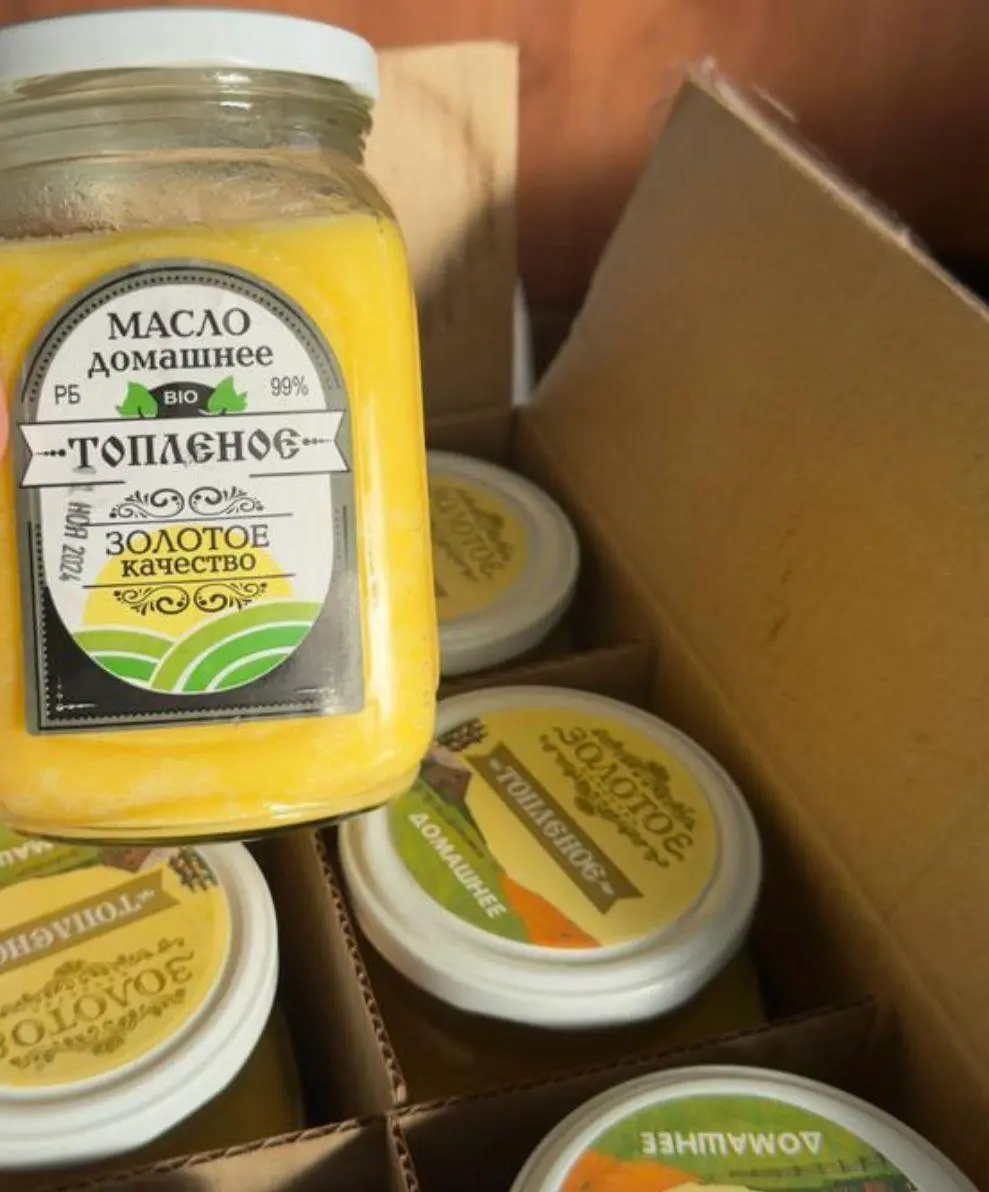 МАСЛО
домашнее
РБ BIO 99%
ТОПЛЕНОЕ
НОЯ 2024
ЗОЛОТОЕ
качество
ЗОЛОТОЕ
"ТОПЛЕНОЕ"
ДОМАШНЕЕ
"ТОПЛЕНОЕ"
ЗОЛОТОЕ
ДОМАШНЕЕ